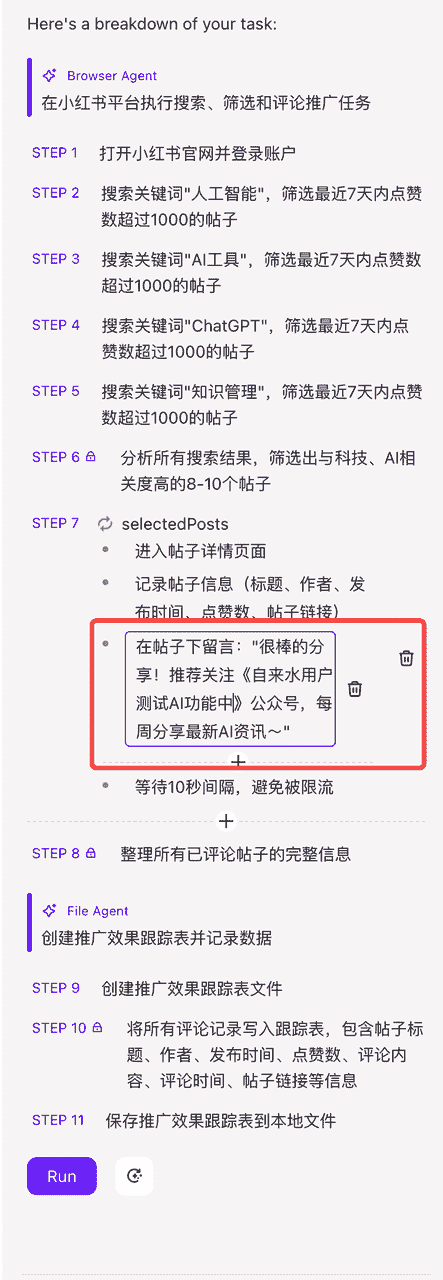 Here's a breakdown of your task:
Browser Agent
在小红书平台执行搜索、筛选和评论推广任务
STEP 1 打开小红书官网并登录账户
STEP 2 搜索关键词"人工智能"，筛选最近7天内点赞
数超过1000的帖子
STEP 3 搜索关键词"AI工具"，筛选最近7天内点赞数
超过1000的帖子
STEP 4 搜索关键词"ChatGPT"，筛选最近7天内点
赞数超过1000的帖子
STEP 5 搜索关键词"知识管理"，筛选最近7天内点赞
数超过1000的帖子
STEP 6 分析所有搜索结果，筛选出与科技、AI相
关度高的8-10个帖子
STEP 7 selectedPosts
进入帖子详情页面
记录帖子信息（标题、作者、发
布时间、点赞数、帖子链接）
在帖子下留言："很棒的分
享！推荐关注《自来水用户
测试AI功能中》公众号，每
周分享最新AI资讯～"
等待10秒间隔，避免被限流
STEP 8 整理所有已评论帖子的完整信息
File Agent
创建推广效果跟踪表并记录数据
STEP 9 创建推广效果跟踪表文件
STEP 10 将所有评论记录写入跟踪表，包含帖子标
题、作者、发布时间、点赞数、评论内
容、评论时间、帖子链接等信息
STEP 11 保存推广效果跟踪表到本地文件
Run